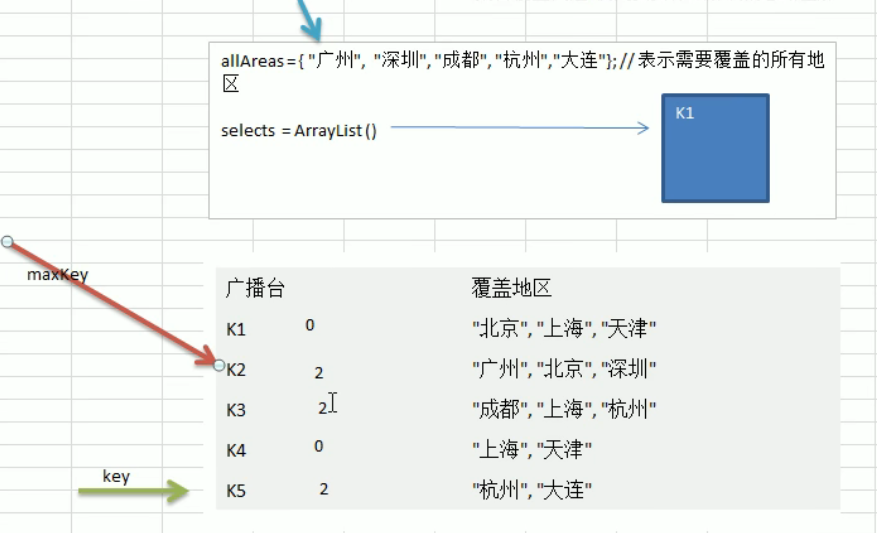 allAreas={ "广州", "深圳","成都","杭州","大连"};//表示需要覆盖的所有地
区
selects = ArrayList()
K1
maxKey
广播台 覆盖地区
K1 0 "北京","上海","天津"
K2 2 "广州","北京","深圳"
K3 2 "成都","上海","杭州"
K4 0 "上海","天津"
key
K5 2 "杭州","大连"